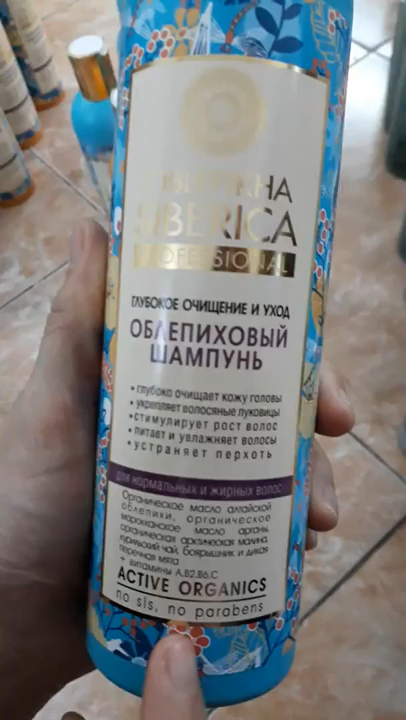 ОБЛЕПИХА
SIBERICA
PROFESSIONAL
ГЛУБОКОЕ ОЧИЩЕНИЕ И УХОД
ОБЛЕПИХОВЫЙ
ШАМПУНЬ
• глубоко очищает кожу головы
• укрепляет волосяные луковицы
• стимулирует рост волос
• питает и увлажняет волосы
• устраняет перхоть
для нормальных и жирных волос
Органическое масло алтайской
облепихи, органическое
марокканское масло арганы,
органическая арктическая малина,
курильский чай, боярышник и дикая
перечная мята
+ витамины A,B2,B6,C
ACTIVE ORGANICS
no sls, no parabens